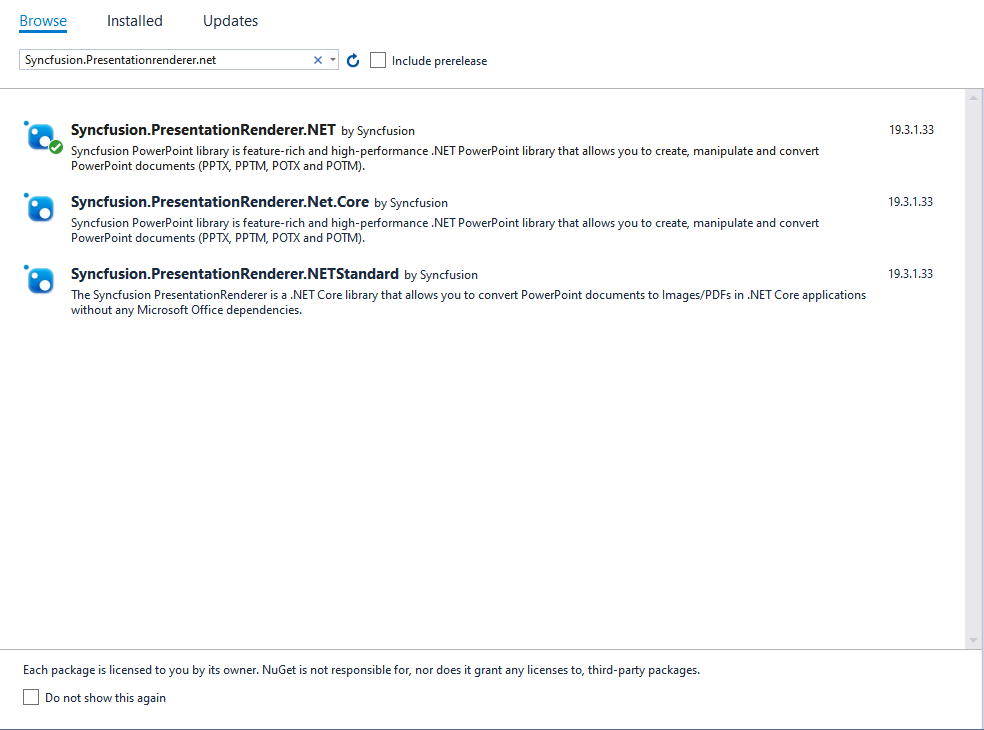 Browse Installed Updates
Syncfusion.Presentationrenderer.net Include prerelease
Syncfusion.PresentationRenderer.NET by Syncfusion 19.3.1.33
Syncfusion PowerPoint library is feature-rich and high-performance .NET PowerPoint library that allows you to create, manipulate and convert
PowerPoint documents (PPTX, PPTM, POTX and POTM).
Syncfusion.PresentationRenderer.Net.Core by Syncfusion 19.3.1.33
Syncfusion PowerPoint library is feature-rich and high-performance .NET PowerPoint library that allows you to create, manipulate and convert
PowerPoint documents (PPTX, PPTM, POTX and POTM).
Syncfusion.PresentationRenderer.NETStandard by Syncfusion 19.3.1.33
The Syncfusion PresentationRenderer is a .NET Core library that allows you to convert PowerPoint documents to Images/PDFs in .NET Core applications
without any Microsoft Office dependencies.
Each package is licensed to you by its owner. NuGet is not responsible for, nor does it grant any licenses to, third-party packages.
Do not show this again